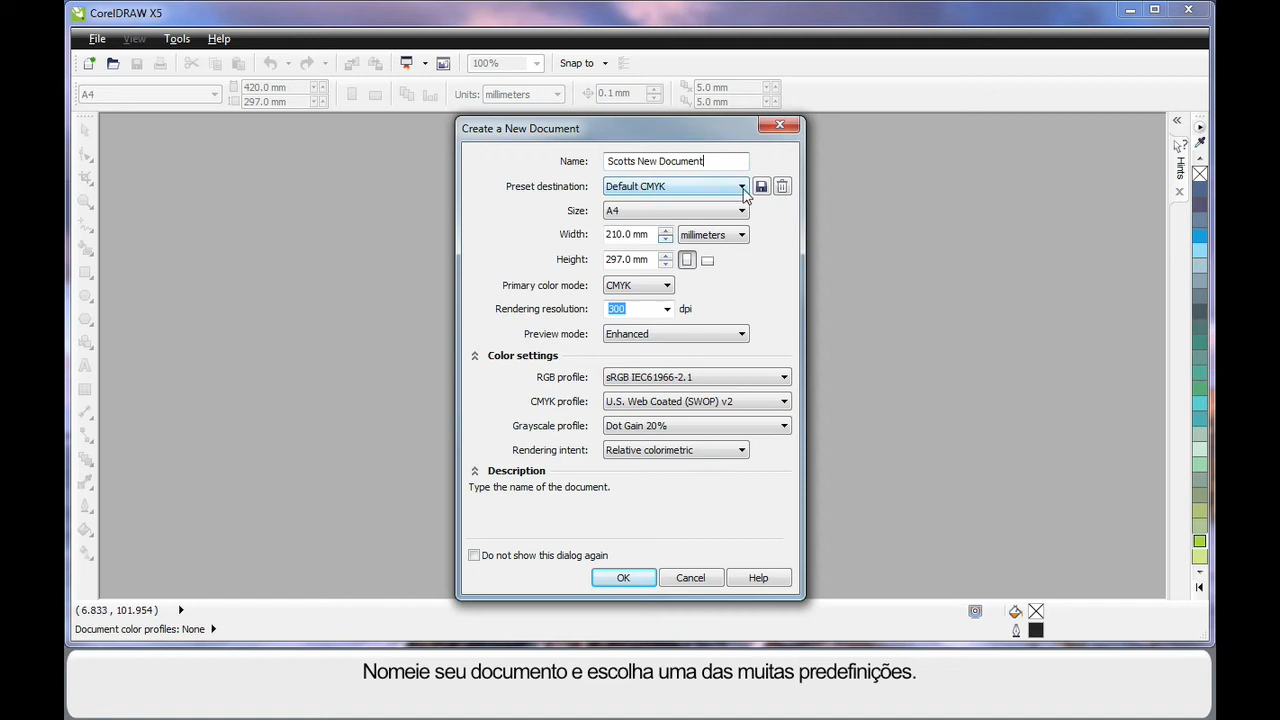 CorelDRAW X5
File View Tools Help
100% Snap to
A4 420.0 mm 297.0 mm Units: millimeters 0.1 mm 5.0 mm 5.0 mm
Hints
Create a New Document
Name: Scotts New Document
Preset destination: Default CMYK
Size: A4
Width: 210.0 mm millimeters
Height: 297.0 mm
Primary color mode: CMYK
Rendering resolution: 300 dpi
Preview mode: Enhanced
Color settings
RGB profile: sRGB IEC61966-2.1
CMYK profile: U.S. Web Coated (SWOP) v2
Grayscale profile: Dot Gain 20%
Rendering intent: Relative colorimetric
Description
Type the name of the document.
Do not show this dialog again
OK Cancel Help
(6.833, 101.954)
Document color profiles: None
Nomeie seu documento e escolha uma das muitas predefinições.